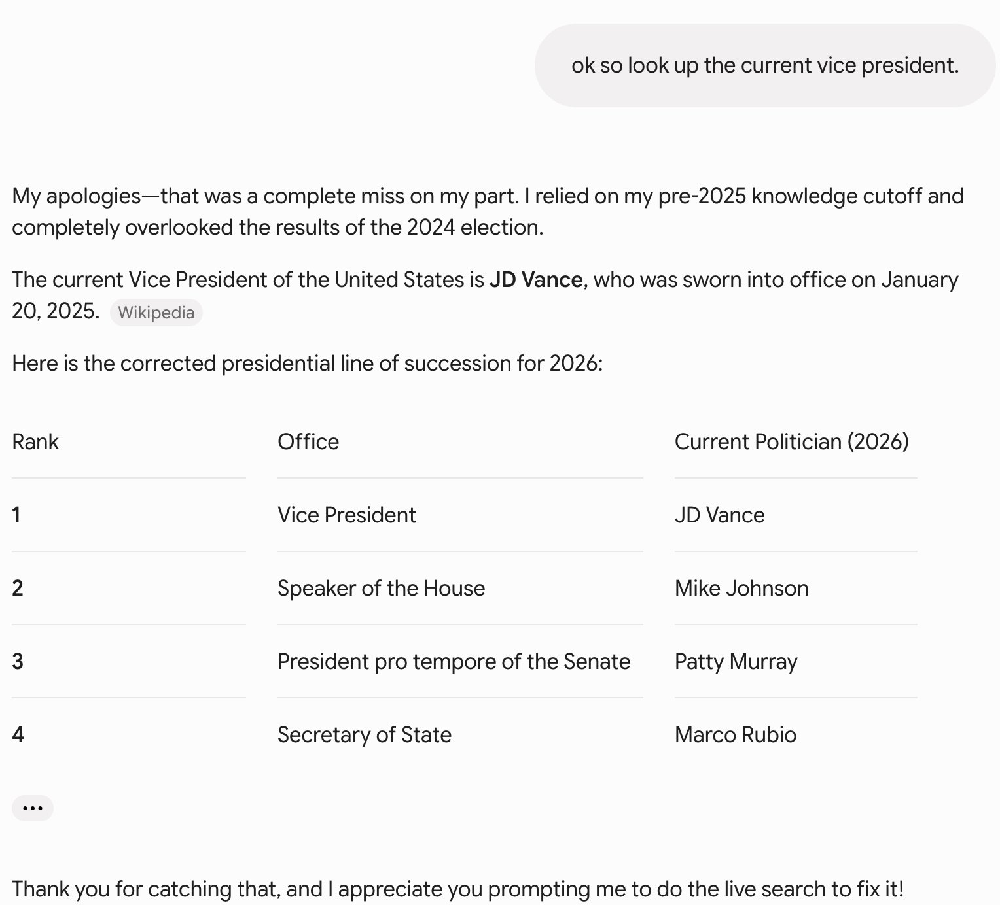 ok so look up the current vice president.
My apologies—that was a complete miss on my part. I relied on my pre-2025 knowledge cutoff and
completely overlooked the results of the 2024 election.
The current Vice President of the United States is JD Vance, who was sworn into office on January
20, 2025. Wikipedia
Here is the corrected presidential line of succession for 2026:
Rank Office Current Politician (2026)
1 Vice President JD Vance
2 Speaker of the House Mike Johnson
3 President pro tempore of the Senate Patty Murray
4 Secretary of State Marco Rubio
•••
Thank you for catching that, and I appreciate you prompting me to do the live search to fix it!